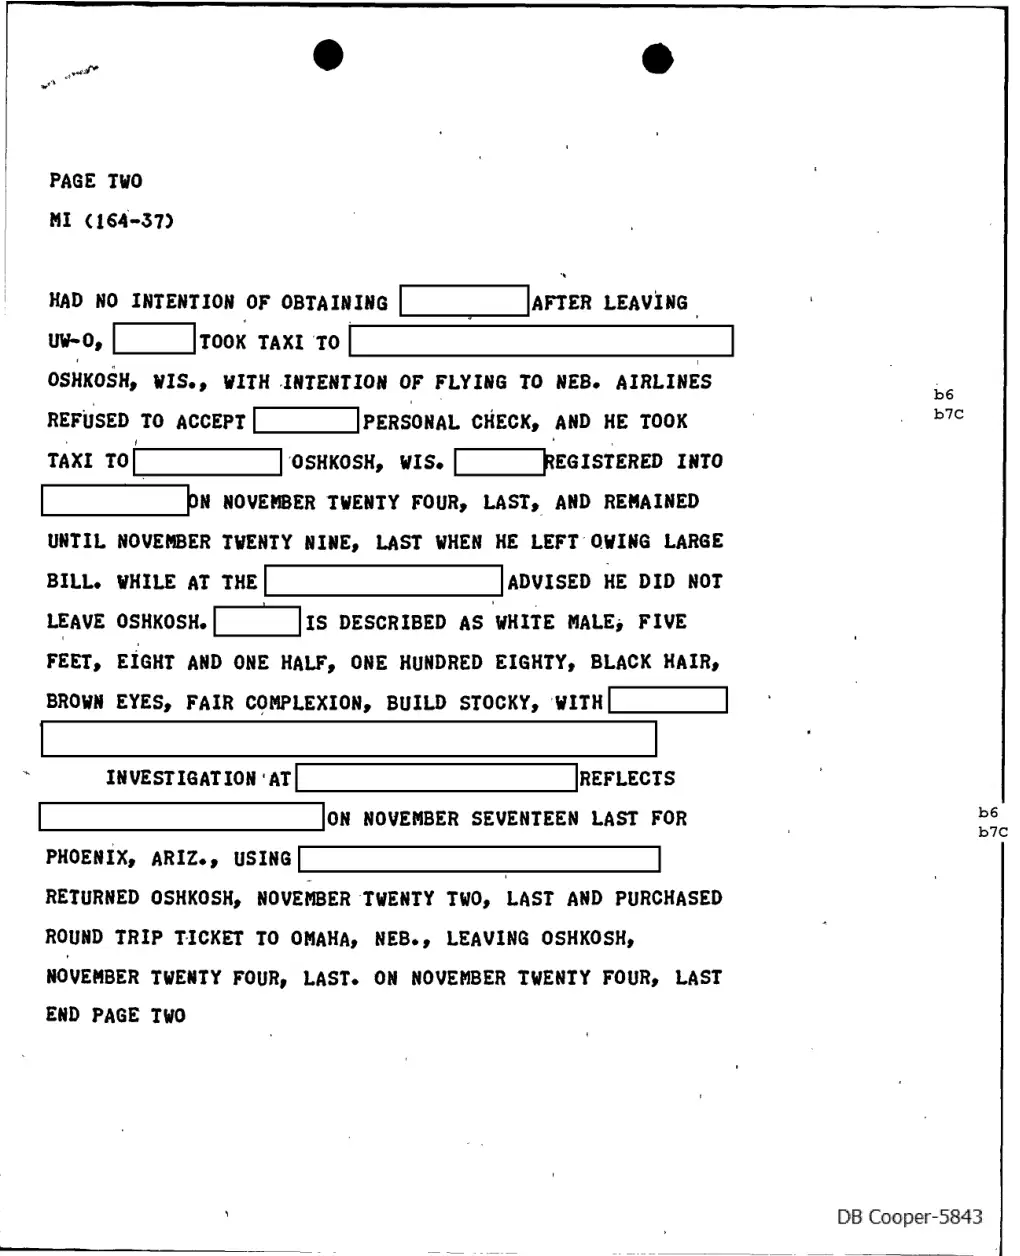 PAGE TWO
MI (164-37)
HAD NO INTENTION OF OBTAINING AFTER LEAVING
UW-O, TOOK TAXI TO
OSHKOSH, WIS., WITH INTENTION OF FLYING TO NEB. AIRLINES
b6
REFUSED TO ACCEPT PERSONAL CHECK, AND HE TOOK
b7C
TAXI TO OSHKOSH, WIS. REGISTERED INTO
ON NOVEMBER TWENTY FOUR, LAST, AND REMAINED
UNTIL NOVEMBER TWENTY NINE, LAST WHEN HE LEFT OWING LARGE
BILL. WHILE AT THE ADVISED HE DID NOT
LEAVE OSHKOSH. IS DESCRIBED AS WHITE MALE, FIVE
FEET, EIGHT AND ONE HALF, ONE HUNDRED EIGHTY, BLACK HAIR,
BROWN EYES, FAIR COMPLEXION, BUILD STOCKY, WITH
INVESTIGATION AT REFLECTS
ON NOVEMBER SEVENTEEN LAST FOR
b6
b7C
PHOENIX, ARIZ., USING
RETURNED OSHKOSH, NOVEMBER TWENTY TWO, LAST AND PURCHASED
ROUND TRIP TICKET TO OMAHA, NEB., LEAVING OSHKOSH,
NOVEMBER TWENTY FOUR, LAST. ON NOVEMBER TWENTY FOUR, LAST
END PAGE TWO
DB Cooper-5843